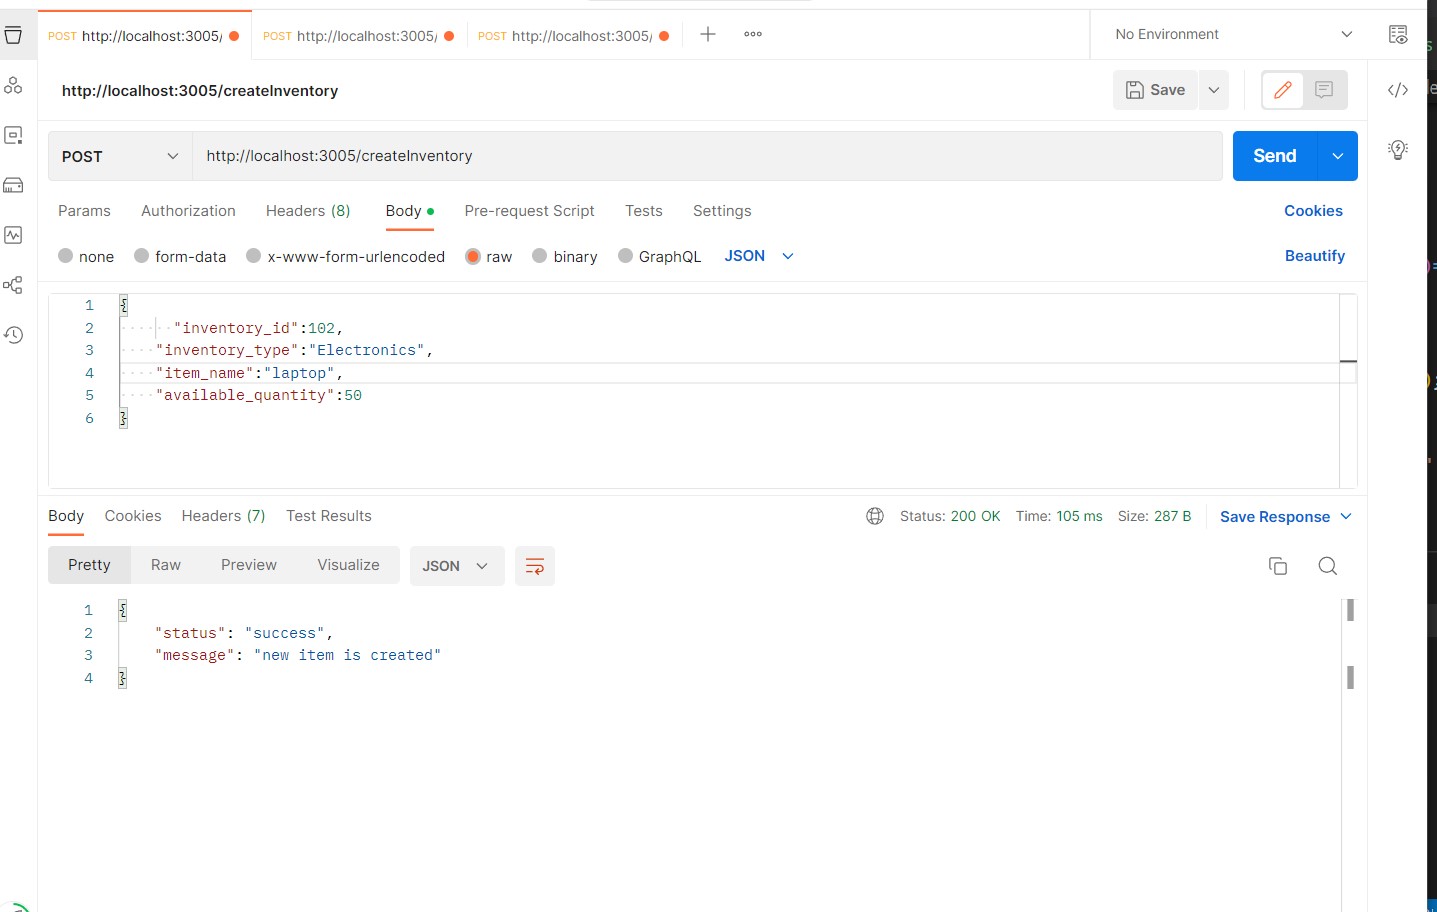 POST http://localhost:3005/ POST http://localhost:3005/ POST http://localhost:3005/ No Environment
http://localhost:3005/createInventory Save
POST http://localhost:3005/createInventory Send
Params Authorization Headers (8) Body Pre-request Script Tests Settings Cookies
none form-data x-www-form-urlencoded raw binary GraphQL JSON Beautify
1 {
2 "inventory_id":102,
3 "inventory_type":"Electronics",
4 "item_name":"laptop",
5 "available_quantity":50
6 }
Body Cookies Headers (7) Test Results Status: 200 OK Time: 105 ms Size: 287 B Save Response
Pretty Raw Preview Visualize JSON
1 {
2 "status": "success",
3 "message": "new item is created"
4 }